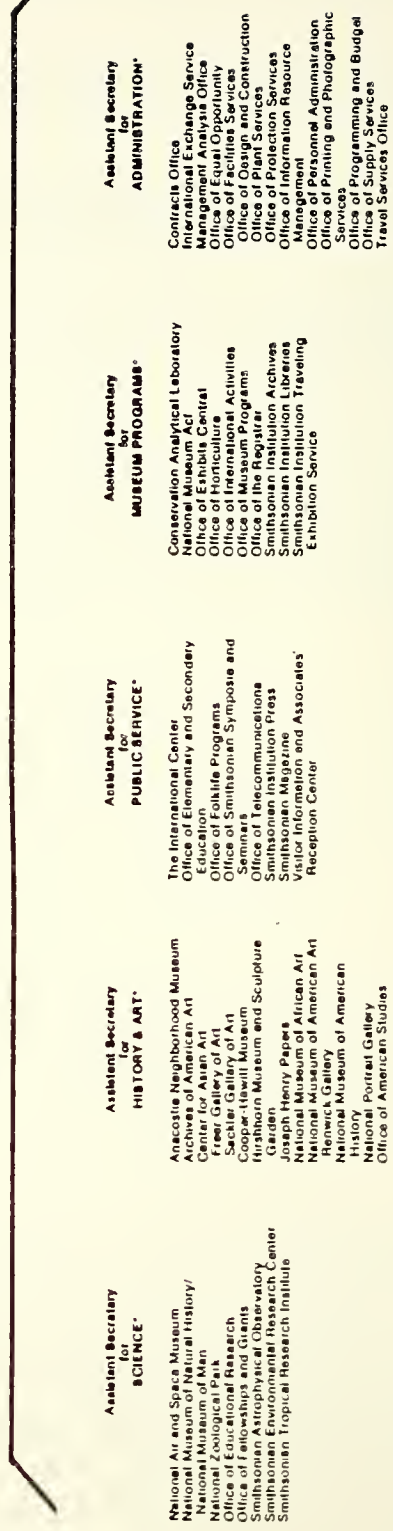 Assistant Secretary
for
SCIENCE*
National Air and Space Museum
National Museum of Natural History/
National Museum of Man
National Zoological Park
Office of Educational Research
Office of Fellowships and Grants
Smithsonian Astrophysical Observatory
Smithsonian Environmental Research Center
Smithsonian Tropical Research Institute
Assistant Secretary
for
HISTORY & ART*
Anacostia Neighborhood Museum
Archives of American Art
Center for Asian Art
Freer Gallery of Art
Sackler Gallery of Art
Cooper-Hewitt Museum
Hirshhorn Museum and Sculpture
Garden
Joseph Henry Papers
National Museum of African Art
National Museum of American Art
Renwick Gallery
National Museum of American
History
National Portrait Gallery
Office of American Studies
Assistant Secretary
for
PUBLIC SERVICE*
The International Center
Office of Elementary and Secondary
Education
Office of Folklife Programs
Office of Smithsonian Symposia and
Seminars
Office of Telecommunications
Smithsonian Institution Press
Smithsonian Magazine
Visitor Information and Associates'
Reception Center
Assistant Secretary
for
MUSEUM PROGRAMS*
Conservation Analytical Laboratory
National Museum Act
Office of Exhibits Central
Office of Horticulture
Office of International Activities
Office of Museum Programs
Office of the Registrar
Smithsonian Institution Archives
Smithsonian Institution Libraries
Smithsonian Institution Traveling
Exhibition Service
Assistant Secretary
for
ADMINISTRATION*
Contracts Office
International Exchange Service
Management Analysis Office
Office of Equal Opportunity
Office of Facilities Services
Office of Design and Construction
Office of Plant Services
Office of Protection Services
Office of Information Resource
Management
Office of Personnel Administration
Office of Printing and Photographic
Services
Office of Programming and Budget
Office of Supply Services
Travel Services Office